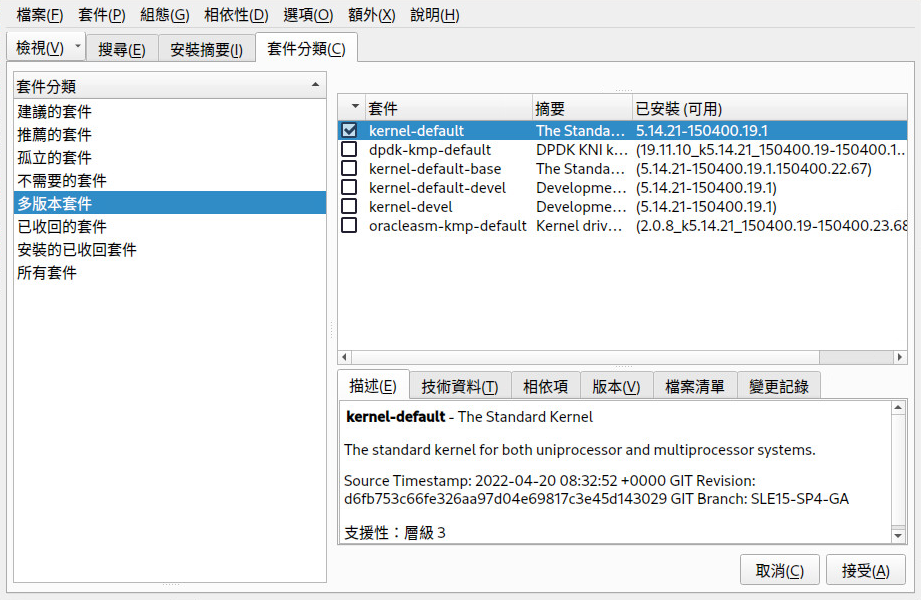 檔案(F) 套件(P) 組態(G) 相依性(D) 選項(O) 額外(X) 說明(H)
檢視(V) 搜尋(E) 安裝摘要(I) 套件分類(C)
套件分類
建議的套件
推薦的套件
孤立的套件
不需要的套件
多版本套件
已收回的套件
安裝的已收回套件
所有套件
套件 摘要 已安裝 (可用)
kernel-default The Standa... 5.14.21-150400.19.1
dpdk-kmp-default DPDK KNI k... (19.11.10_k5.14.21_150400.19-150400.1...
kernel-default-base The Standa... (5.14.21-150400.19.1.150400.22.67)
kernel-default-devel Developme... (5.14.21-150400.19.1)
kernel-devel Developme... (5.14.21-150400.19.1)
oracleasm-kmp-default Kernel driv... (2.0.8_k5.14.21_150400.19-150400.23.68
描述(E) 技術資料(T) 相依項 版本(V) 檔案清單 變更記錄
kernel-default - The Standard Kernel
The standard kernel for both uniprocessor and multiprocessor systems.
Source Timestamp: 2022-04-20 08:32:52 +0000 GIT Revision:
d6fb753c66fe326aa97d04e69817c3e45d143029 GIT Branch: SLE15-SP4-GA
支援性：層級 3
取消(C) 接受(A)